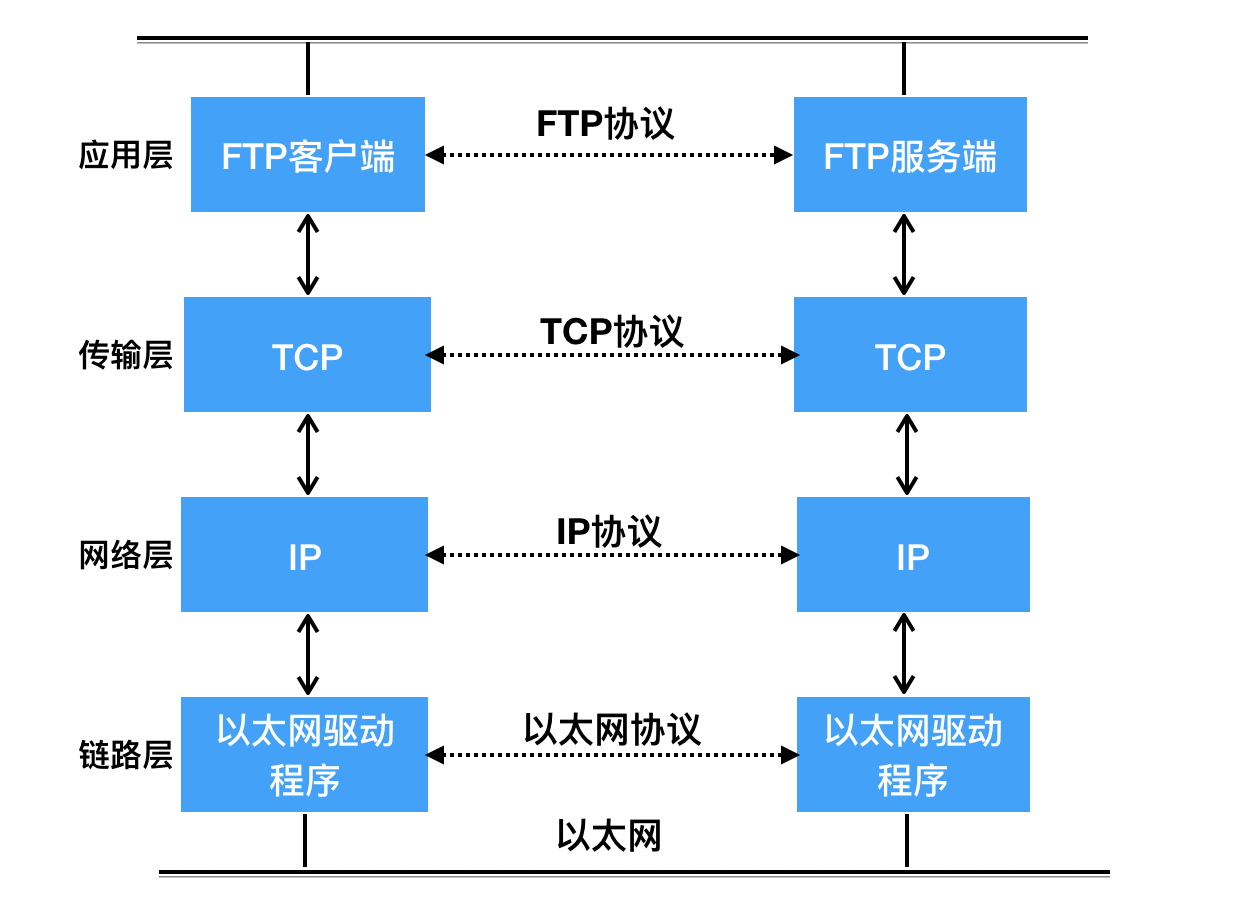 FTP协议
应用层
FTP客户端
FTP服务端
TCP协议
传输层
TCP
TCP
IP协议
网络层
IP
IP
以太网协议
链路层
以太网驱动
程序
以太网驱动
程序
以太网